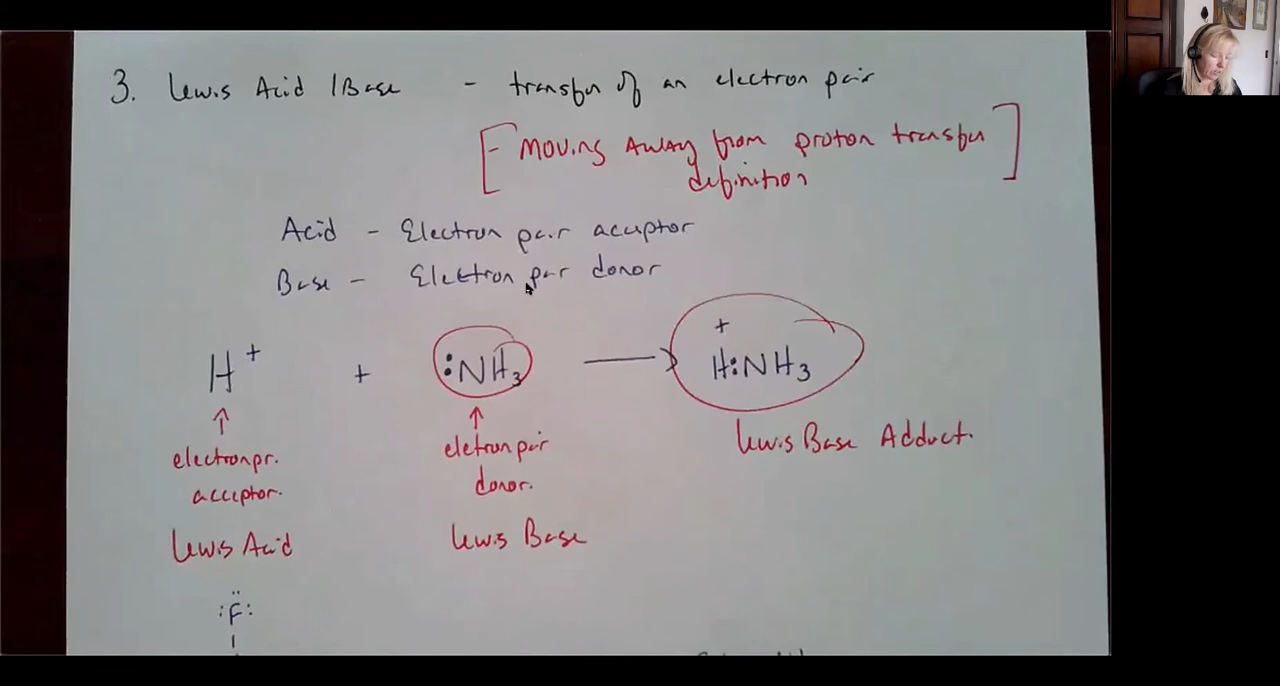 3. Lewis Acid / Base - transfer of an electron pair
[- Moving Away from proton transfer
definition]
Acid - Electron pair acceptor
Base - Electron pair donor
H⁺ + :NH₃ → H:NH₃⁺
electron pr. acceptor.
Lewis Acid
eletron pair donor.
Lewis Base
Lewis Base Adduct.
:F: